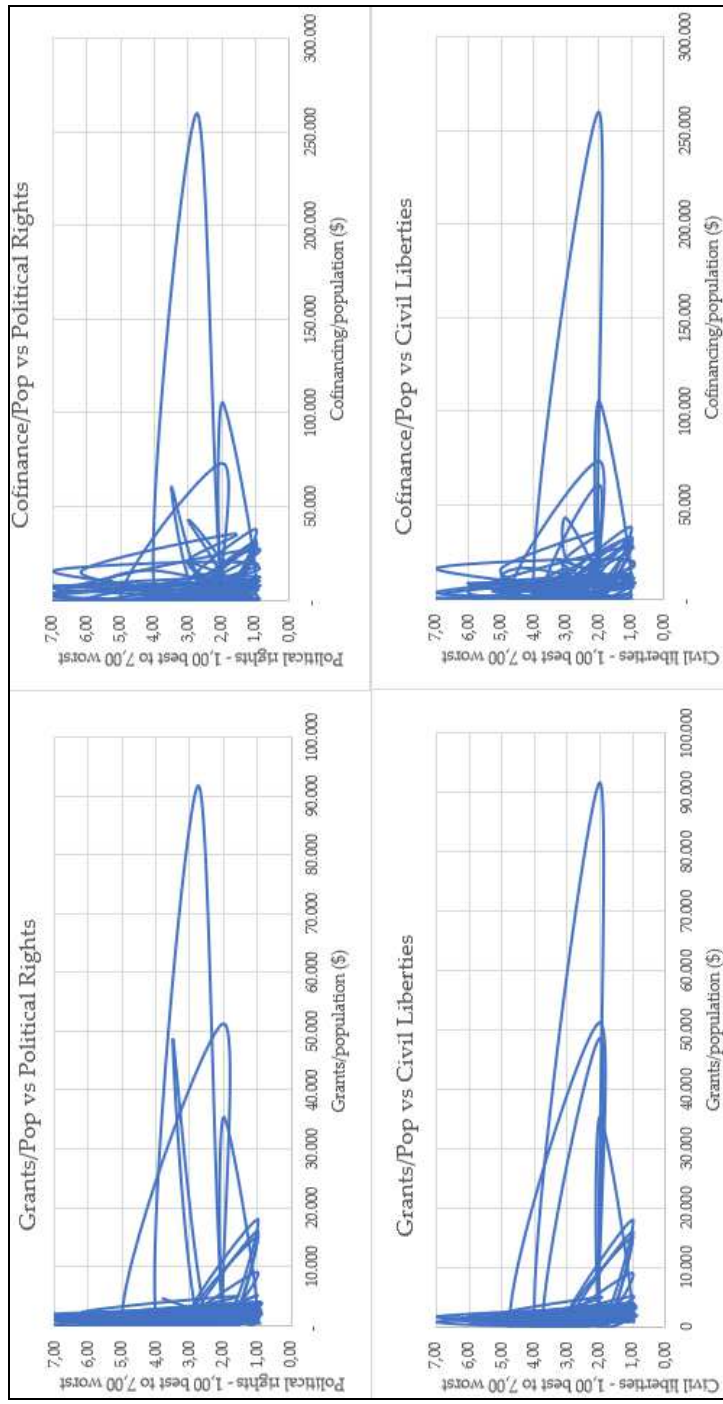 Grants/Pop vs Political Rights
Political rights - 1,00 best to 7,00 worst
7,00
6,00
5,00
4,00
3,00
2,00
1,00
0,00
- 10.000 20.000 30.000 40.000 50.000 60.000 70.000 80.000 90.000 100.000
Grants/population ($)
Cofinance/Pop vs Political Rights
Political rights - 1,00 best to 7,00 worst
7,00
6,00
5,00
4,00
3,00
2,00
1,00
0,00
- 50.000 100.000 150.000 200.000 250.000 300.000
Cofinancing/population ($)
Grants/Pop vs Civil Liberties
Civil liberties - 1,00 best to 7,00 worst
7,00
6,00
5,00
4,00
3,00
2,00
1,00
0,00
0 10.000 20.000 30.000 40.000 50.000 60.000 70.000 80.000 90.000 100.000
Grants/population ($)
Cofinance/Pop vs Civil Liberties
Civil liberties - 1,00 best to 7,00 worst
7,00
6,00
5,00
4,00
3,00
2,00
1,00
0,00
- 50.000 100.000 150.000 200.000 250.000 300.000
Cofinancing/population ($)